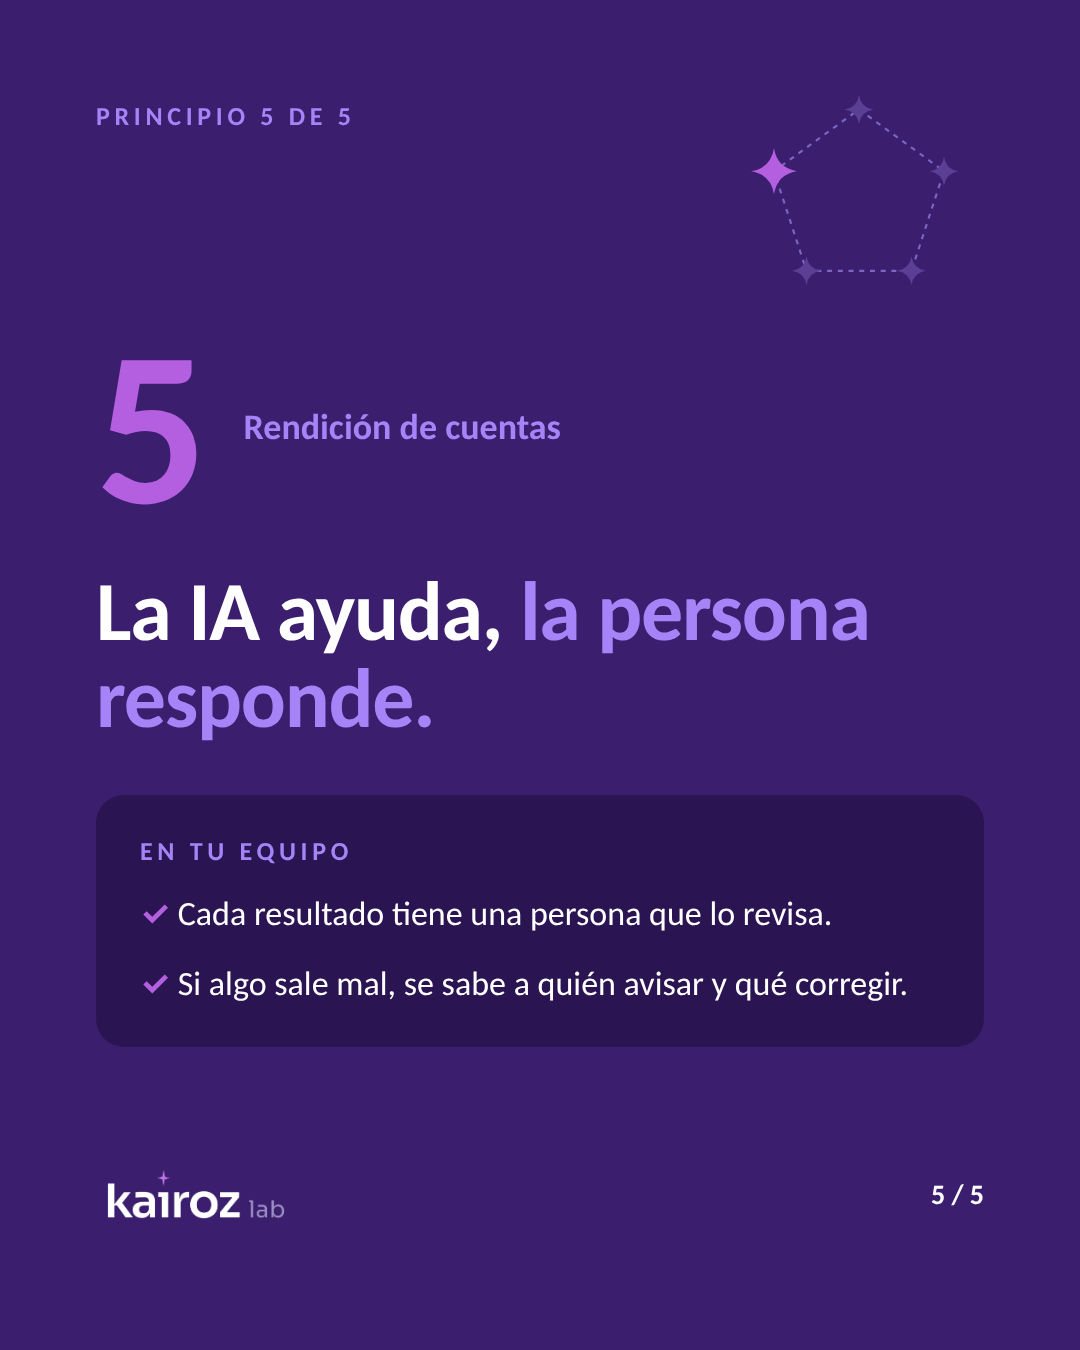 PRINCIPIO 5 DE 5
5
Rendición de cuentas
La IA ayuda, la persona
responde.
EN TU EQUIPO
Cada resultado tiene una persona que lo revisa.
Si algo sale mal, se sabe a quién avisar y qué corregir.
kairoz lab
5 / 5